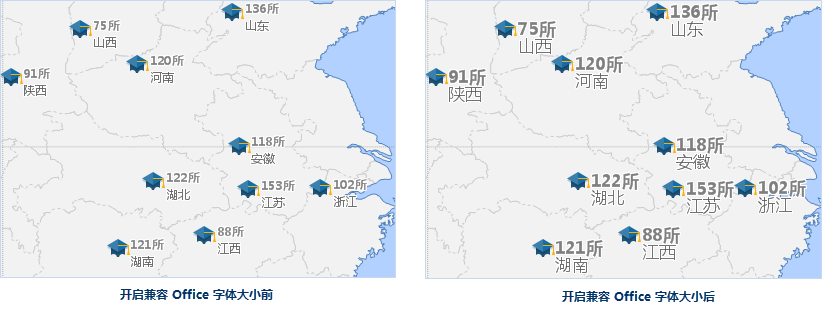 136所
山东
75所
山西
120所
河南
91所
陕西
118所
安徽
122所
湖北
153所
江苏
102所
浙江
88所
江西
121所
湖南
开启兼容 Office 字体大小前
136所
山东
75所
山西
120所
河南
91所
陕西
118所
安徽
122所
湖北
153所
江苏
102所
浙江
88所
江西
121所
湖南
开启兼容 Office 字体大小后